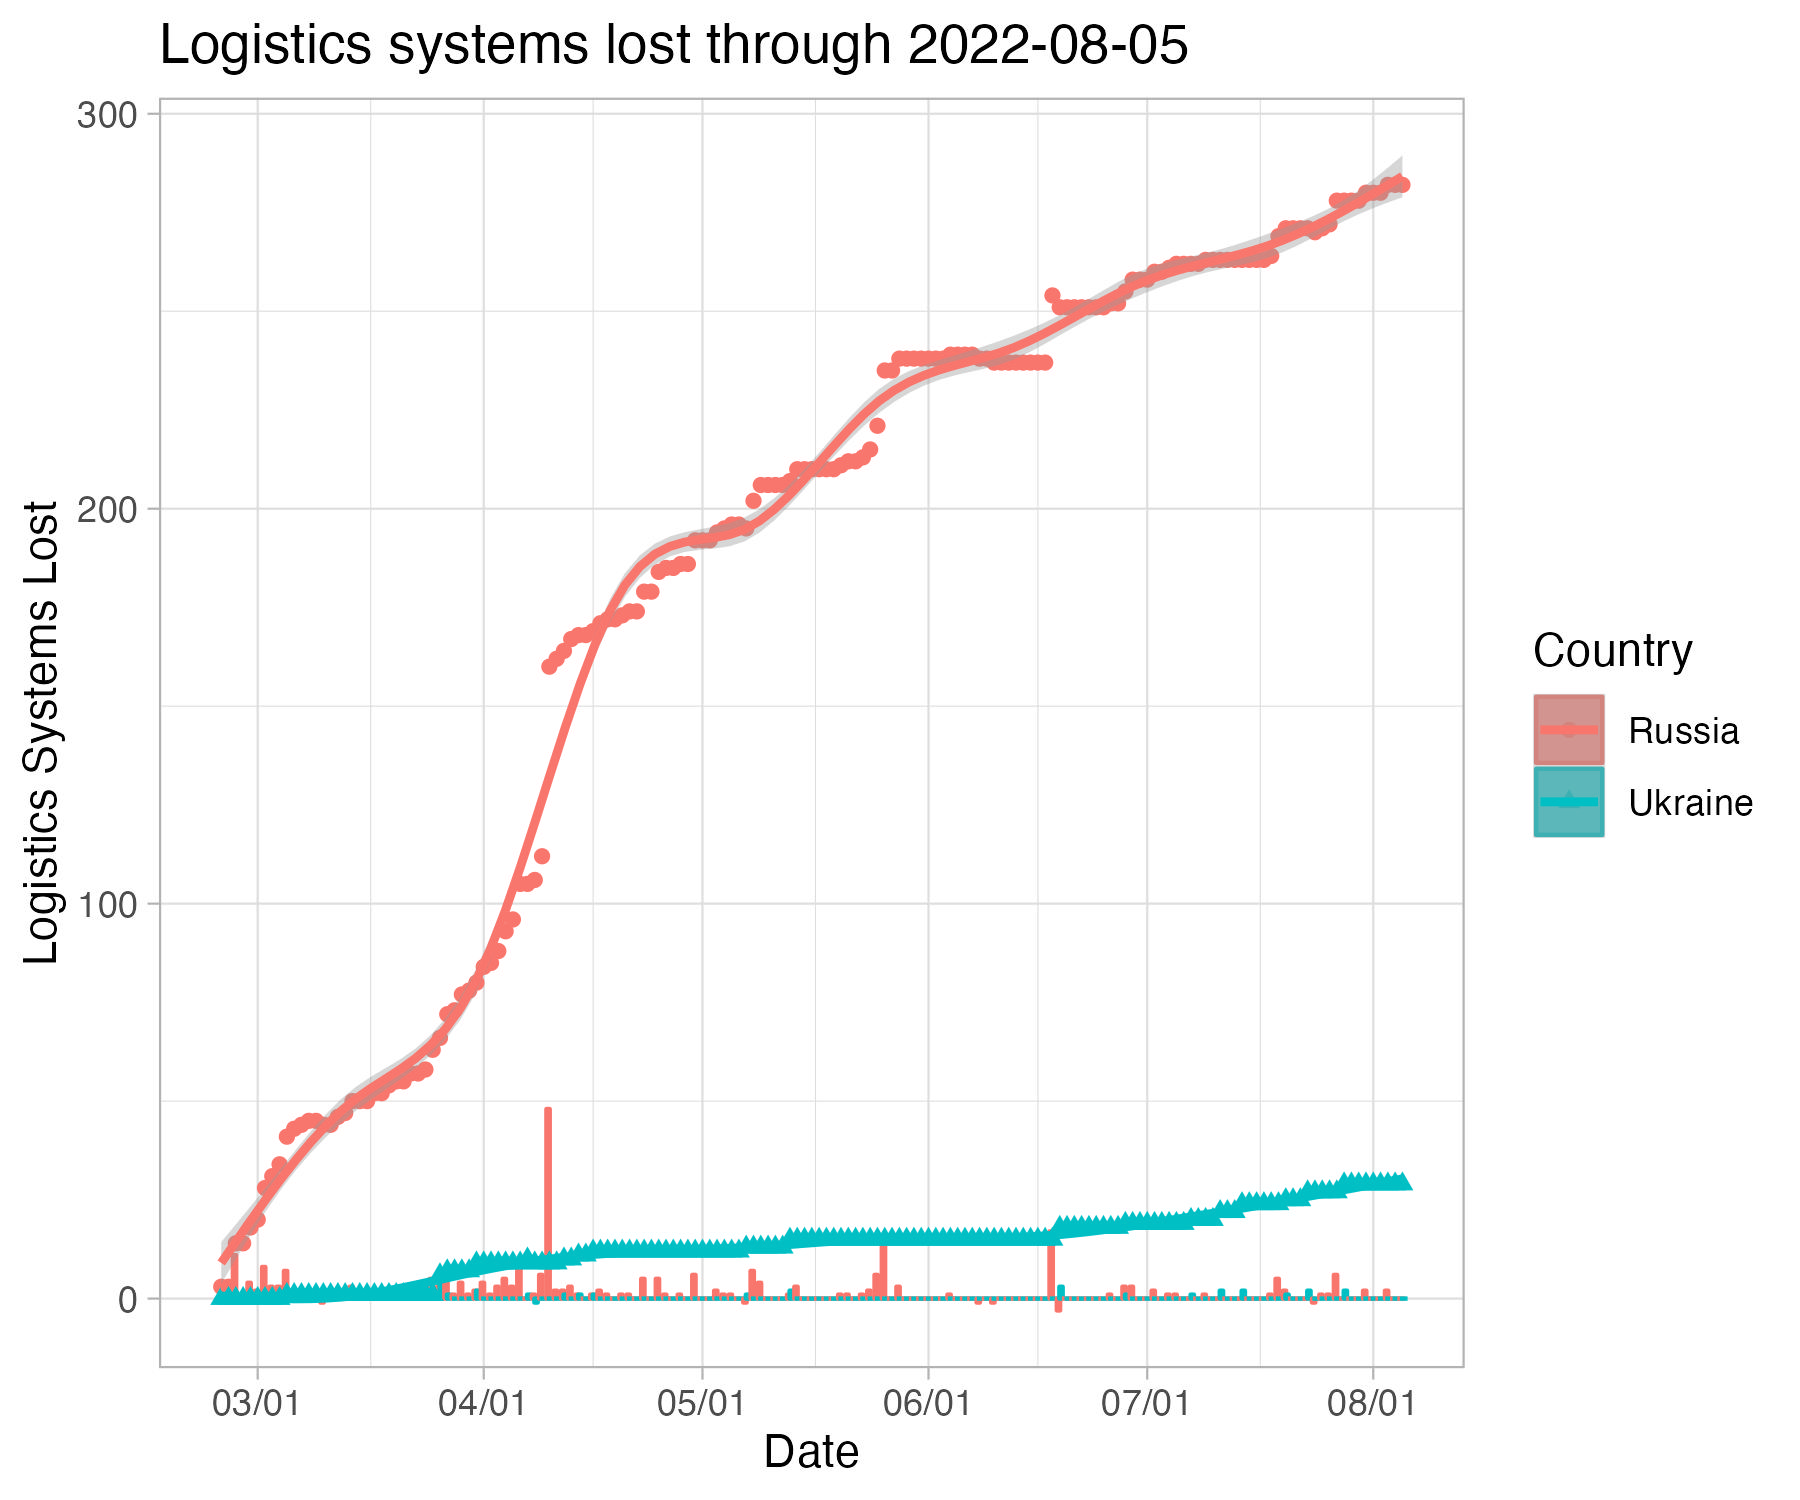 Logistics systems lost through 2022-08-05
300
200
100
0
Logistics Systems Lost
03/01 04/01 05/01 06/01 07/01 08/01
Date
Country
Russia
Ukraine